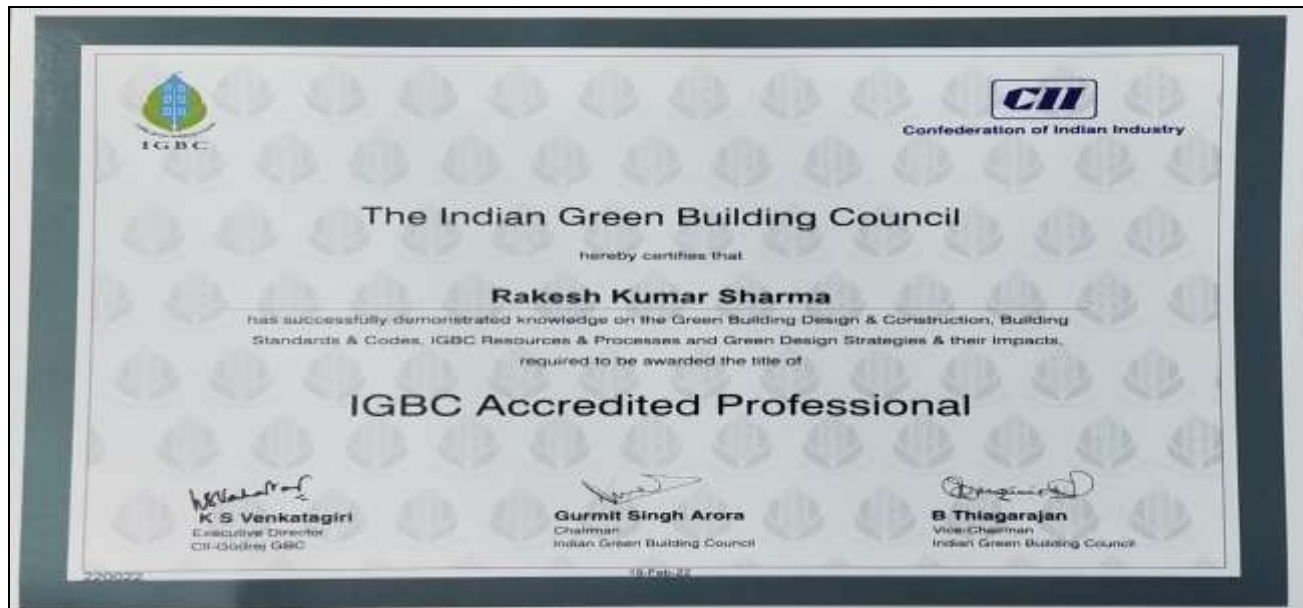 IGBC
CII
Confederation of Indian Industry
The Indian Green Building Council
hereby certifies that
Rakesh Kumar Sharma
has successfully demonstrated knowledge on the Green Building Design & Construction, Building
Standards & Codes, IGBC Resources & Processes and Green Design Strategies & their Impacts,
required to be awarded the title of
IGBC Accredited Professional
K S Venkatagiri
Executive Director
CII-Godrej GBC
Gurmit Singh Arora
Chairman
Indian Green Building Council
B Thiagarajan
Vice Chairman
Indian Green Building Council
220022